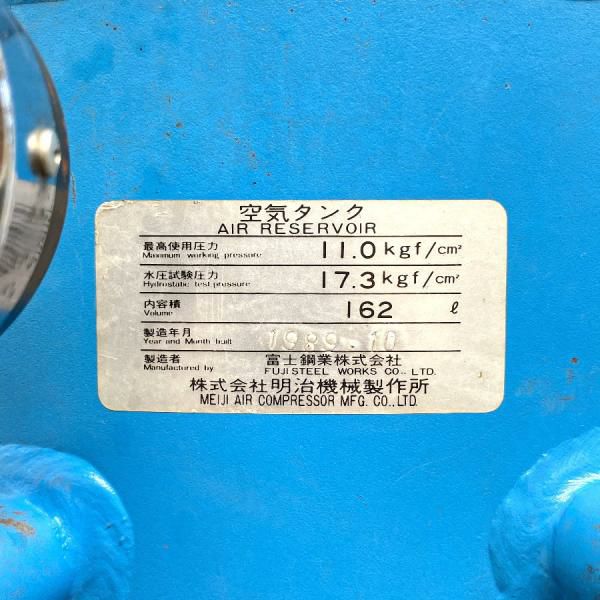 空気タンク
AIR RESERVOIR
最高使用圧力 11.0 kgf/cm²
Maximum working pressure
水圧試験圧力 17.3 kgf/cm²
Hydrostatic test pressure
内容積 162 ℓ
Volume
製造年月 1989.10
Year and Month built
製造者 富士鋼業株式会社
Manufactured by FUJI STEEL WORKS CO., LTD.
株式会社明治機械製作所
MEIJI AIR COMPRESSOR MFG. CO., LTD.